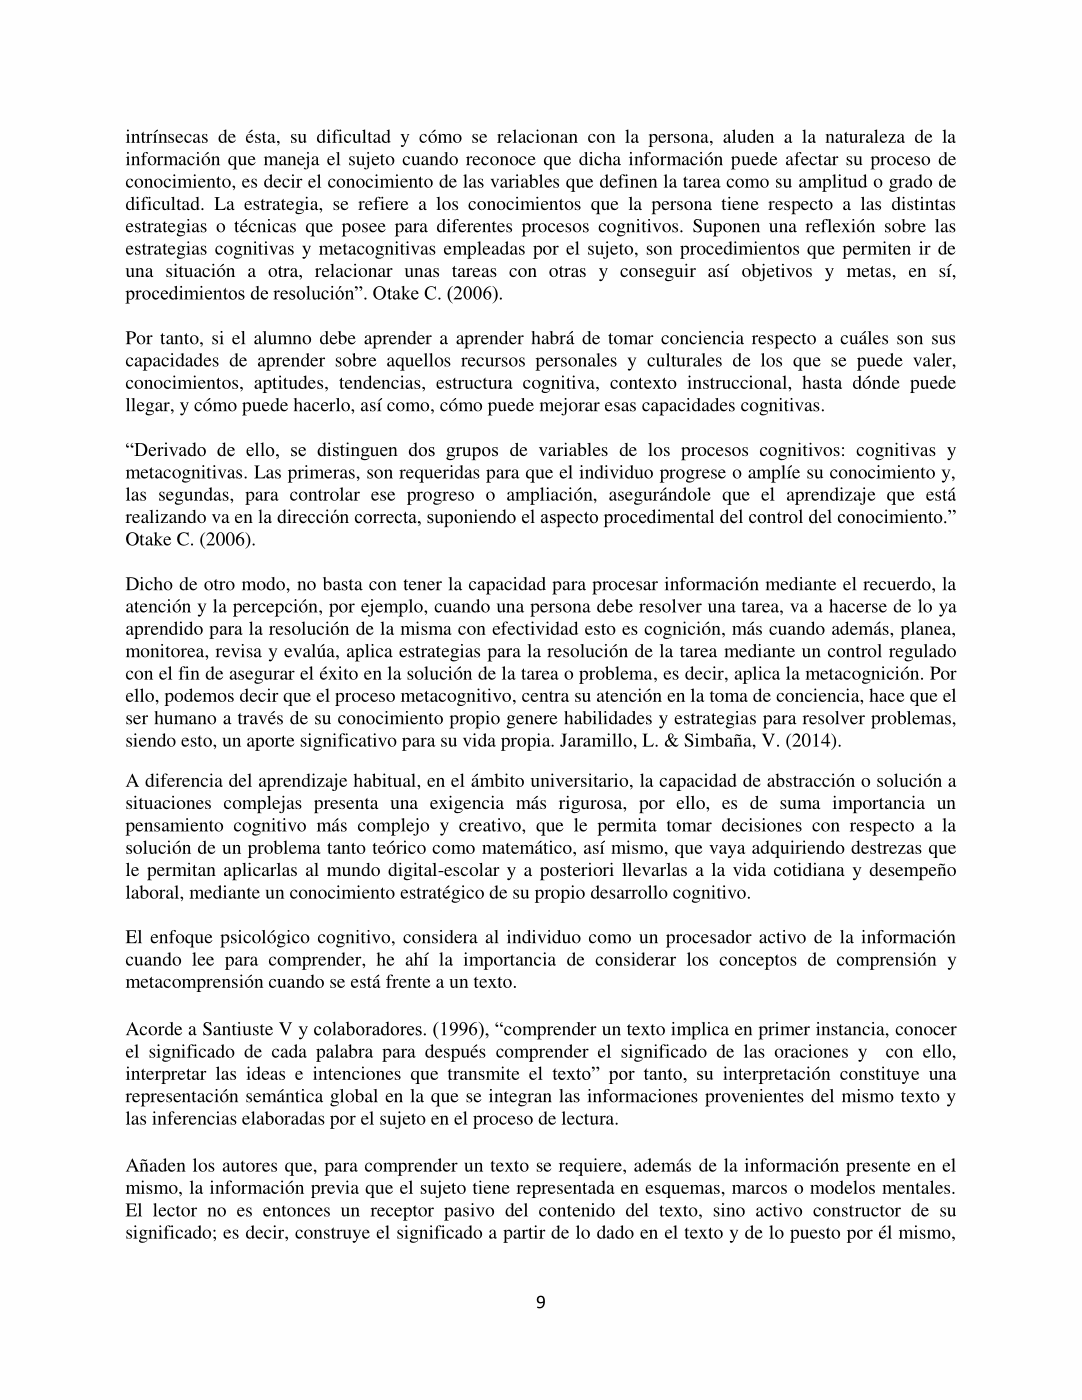 intrínsecas de ésta, su dificultad y cómo se relacionan con la persona, aluden a la naturaleza de la
información que maneja el sujeto cuando reconoce que dicha información puede afectar su proceso de
conocimiento, es decir el conocimiento de las variables que definen la tarea como su amplitud o grado de
dificultad. La estrategia, se refiere a los conocimientos que la persona tiene respecto a las distintas
estrategias o técnicas que posee para diferentes procesos cognitivos. Suponen una reflexión sobre las
estrategias cognitivas y metacognitivas empleadas por el sujeto, son procedimientos que permiten ir de
una situación a otra, relacionar unas tareas con otras y conseguir así objetivos y metas, en sí,
procedimientos de resolución”. Otake C. (2006).
Por tanto, si el alumno debe aprender a aprender habrá de tomar conciencia respecto a cuáles son sus
capacidades de aprender sobre aquellos recursos personales y culturales de los que se puede valer,
conocimientos, aptitudes, tendencias, estructura cognitiva, contexto instruccional, hasta dónde puede
llegar, y cómo puede hacerlo, así como, cómo puede mejorar esas capacidades cognitivas.
“Derivado de ello, se distinguen dos grupos de variables de los procesos cognitivos: cognitivas y
metacognitivas. Las primeras, son requeridas para que el individuo progrese o amplíe su conocimiento y,
las segundas, para controlar ese progreso o ampliación, asegurándole que el aprendizaje que está
realizando va en la dirección correcta, suponiendo el aspecto procedimental del control del conocimiento.”
Otake C. (2006).
Dicho de otro modo, no basta con tener la capacidad para procesar información mediante el recuerdo, la
atención y la percepción, por ejemplo, cuando una persona debe resolver una tarea, va a hacerse de lo ya
aprendido para la resolución de la misma con efectividad esto es cognición, más cuando además, planea,
monitorea, revisa y evalúa, aplica estrategias para la resolución de la tarea mediante un control regulado
con el fin de asegurar el éxito en la solución de la tarea o problema, es decir, aplica la metacognición. Por
ello, podemos decir que el proceso metacognitivo, centra su atención en la toma de conciencia, hace que el
ser humano a través de su conocimiento propio genere habilidades y estrategias para resolver problemas,
siendo esto, un aporte significativo para su vida propia. Jaramillo, L. & Simbaña, V. (2014).
A diferencia del aprendizaje habitual, en el ámbito universitario, la capacidad de abstracción o solución a
situaciones complejas presenta una exigencia más rigurosa, por ello, es de suma importancia un
pensamiento cognitivo más complejo y creativo, que le permita tomar decisiones con respecto a la
solución de un problema tanto teórico como matemático, así mismo, que vaya adquiriendo destrezas que
le permitan aplicarlas al mundo digital-escolar y a posteriori llevarlas a la vida cotidiana y desempeño
laboral, mediante un conocimiento estratégico de su propio desarrollo cognitivo.
El enfoque psicológico cognitivo, considera al individuo como un procesador activo de la información
cuando lee para comprender, he ahí la importancia de considerar los conceptos de comprensión y
metacomprensión cuando se está frente a un texto.
Acorde a Santiuste V y colaboradores. (1996), “comprender un texto implica en primer instancia, conocer
el significado de cada palabra para después comprender el significado de las oraciones y con ello,
interpretar las ideas e intenciones que transmite el texto” por tanto, su interpretación constituye una
representación semántica global en la que se integran las informaciones provenientes del mismo texto y
las inferencias elaboradas por el sujeto en el proceso de lectura.
Añaden los autores que, para comprender un texto se requiere, además de la información presente en el
mismo, la información previa que el sujeto tiene representada en esquemas, marcos o modelos mentales.
El lector no es entonces un receptor pasivo del contenido del texto, sino activo constructor de su
significado; es decir, construye el significado a partir de lo dado en el texto y de lo puesto por él mismo,
9